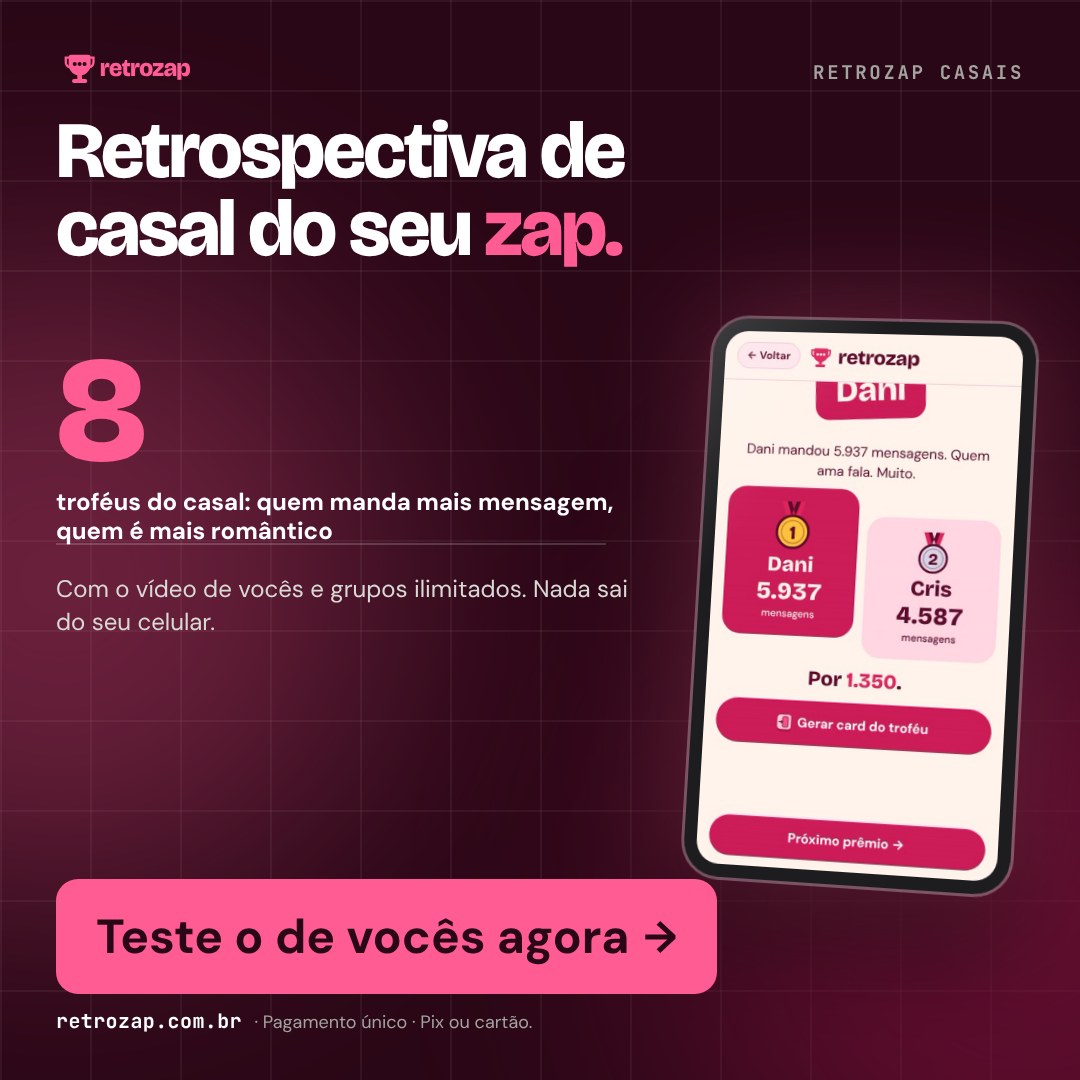 retrozap
RETROZAP CASAIS
Retrospectiva de
casal do seu zap.
8
troféus do casal: quem manda mais mensagem,
quem é mais romântico
Com o vídeo de vocês e grupos ilimitados. Nada sai
do seu celular.
← Voltar
retrozap
Dani
Dani mandou 5.937 mensagens. Quem
ama fala. Muito.
1
Dani
5.937
mensagens
2
Cris
4.587
mensagens
Por 1.350.
Gerar card do troféu
Próximo prêmio →
Teste o de vocês agora →
retrozap.com.br · Pagamento único · Pix ou cartão.